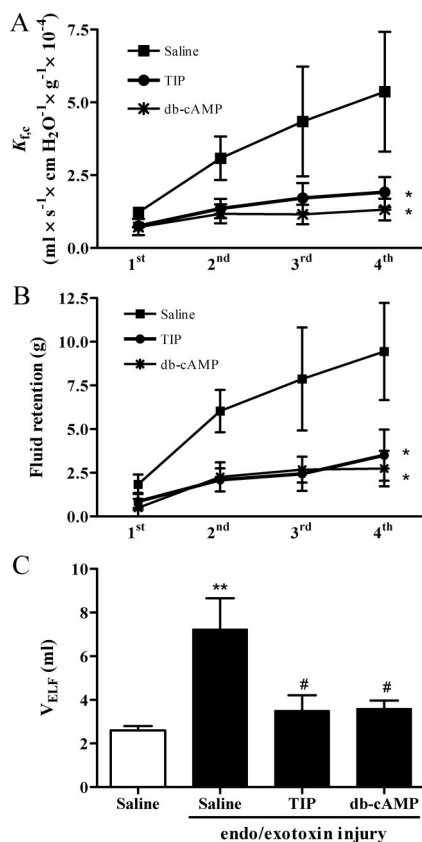 A
7.5
5.0
2.5
0.0
K_f,c
(ml × s⁻¹ × cm H₂O⁻¹ × g⁻¹ × 10⁻⁴)
Saline
TIP
db-cAMP
*
*
1ˢᵗ 2ⁿᵈ 3ʳᵈ 4ᵗʰ
B
12.5
10.0
7.5
5.0
2.5
0.0
Fluid retention (g)
Saline
TIP
db-cAMP
*
*
1ˢᵗ 2ⁿᵈ 3ʳᵈ 4ᵗʰ
C
10
8
6
4
2
0
V_ELF (ml)
**
# #
Saline Saline TIP db-cAMP
endo/exotoxin injury